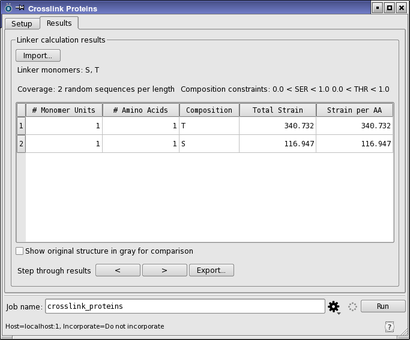 Crosslink Proteins
Setup Results
Linker calculation results
Import...
Linker monomers: S, T
Coverage: 2 random sequences per length Composition constraints: 0.0 < SER < 1.0 0.0 < THR < 1.0
# Monomer Units # Amino Acids Composition Total Strain Strain per AA
1 1 1 T 340.732 340.732
2 1 1 S 116.947 116.947
Show original structure in gray for comparison
Step through results < > Export...
Job name: crosslink_proteins Run
Host=localhost:1, Incorporate=Do not incorporate ?